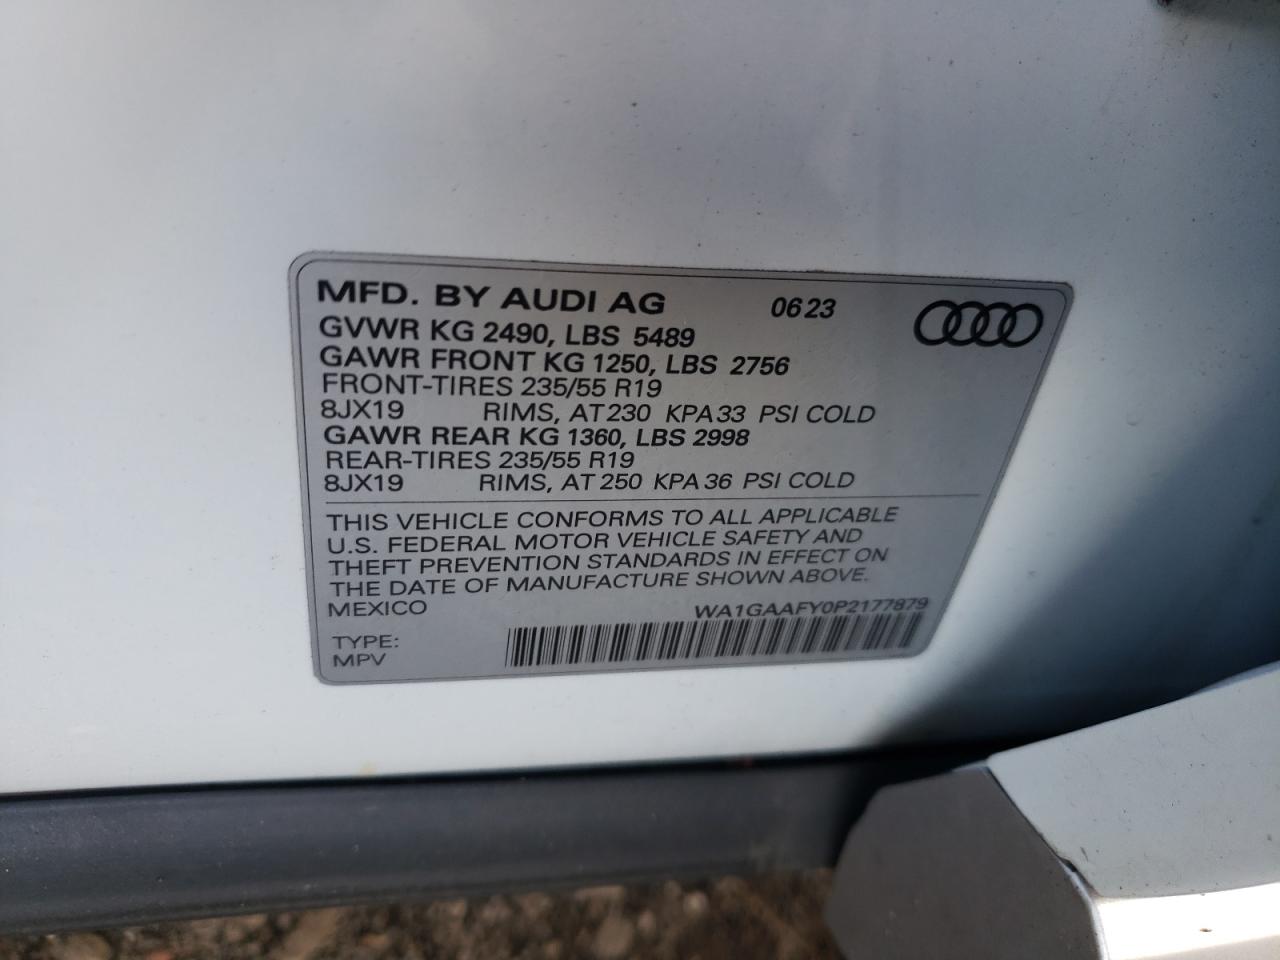 MFD. BY AUDI AG 0623
GVWR KG 2490, LBS 5489
GAWR FRONT KG 1250, LBS 2756
FRONT-TIRES 235/55 R19
8JX19 RIMS, AT 230 KPA 33 PSI COLD
GAWR REAR KG 1360, LBS 2998
REAR-TIRES 235/55 R19
8JX19 RIMS, AT 250 KPA 36 PSI COLD
THIS VEHICLE CONFORMS TO ALL APPLICABLE
U.S. FEDERAL MOTOR VEHICLE SAFETY AND
THEFT PREVENTION STANDARDS IN EFFECT ON
THE DATE OF MANUFACTURE SHOWN ABOVE.
MEXICO WA1GAAFY0P2177879
TYPE:
MPV